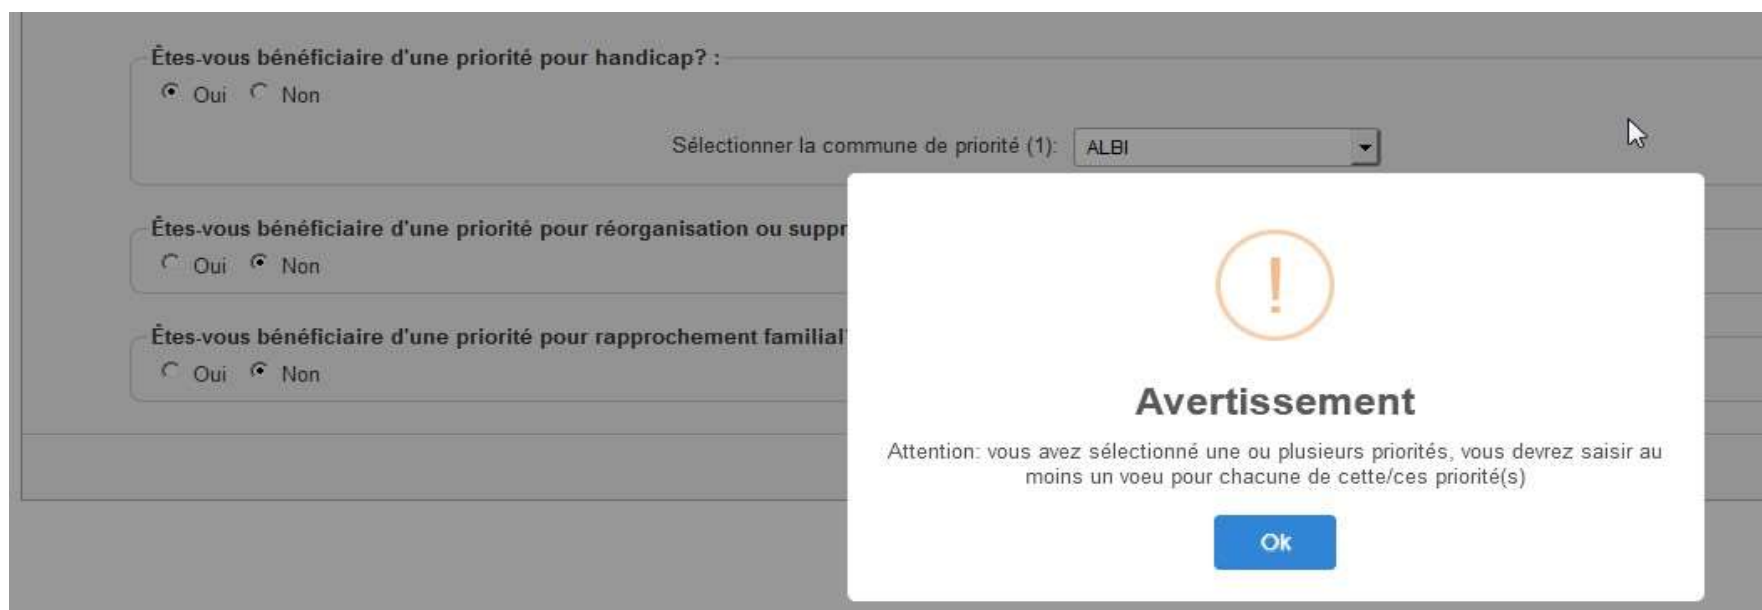 Êtes-vous bénéficiaire d'une priorité pour handicap? :
Oui Non
Sélectionner la commune de priorité (1): ALBI
Êtes-vous bénéficiaire d'une priorité pour réorganisation ou suppr
Oui Non
Êtes-vous bénéficiaire d'une priorité pour rapprochement familial
Oui Non
!
Avertissement
Attention: vous avez sélectionné une ou plusieurs priorités, vous devrez saisir au
moins un voeu pour chacune de cette/ces priorité(s)
Ok